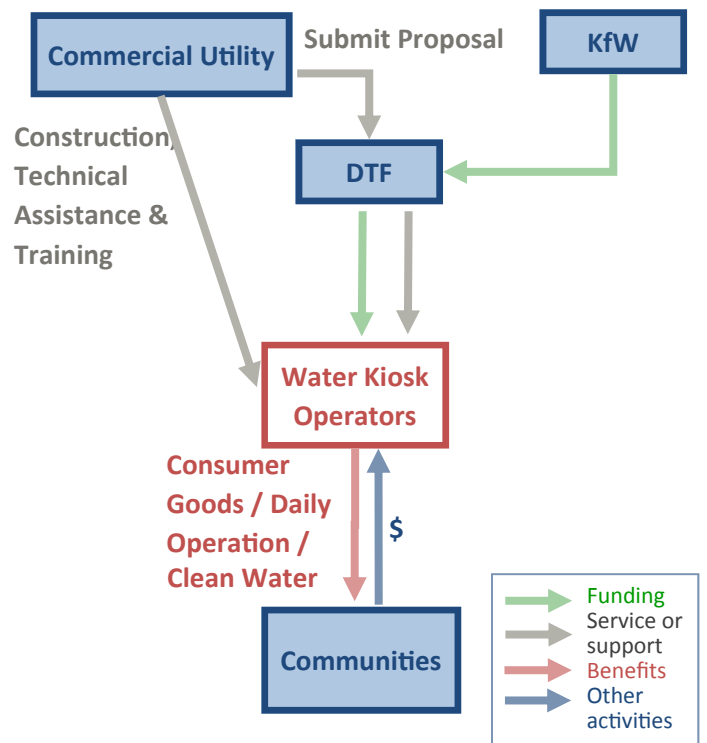 Commercial Utility
Submit Proposal
KfW
Construction,
Technical
Assistance &
Training
DTF
Water Kiosk
Operators
Consumer
Goods / Daily
Operation /
Clean Water
$
Communities
Funding
Service or
support
Benefits
Other
activities